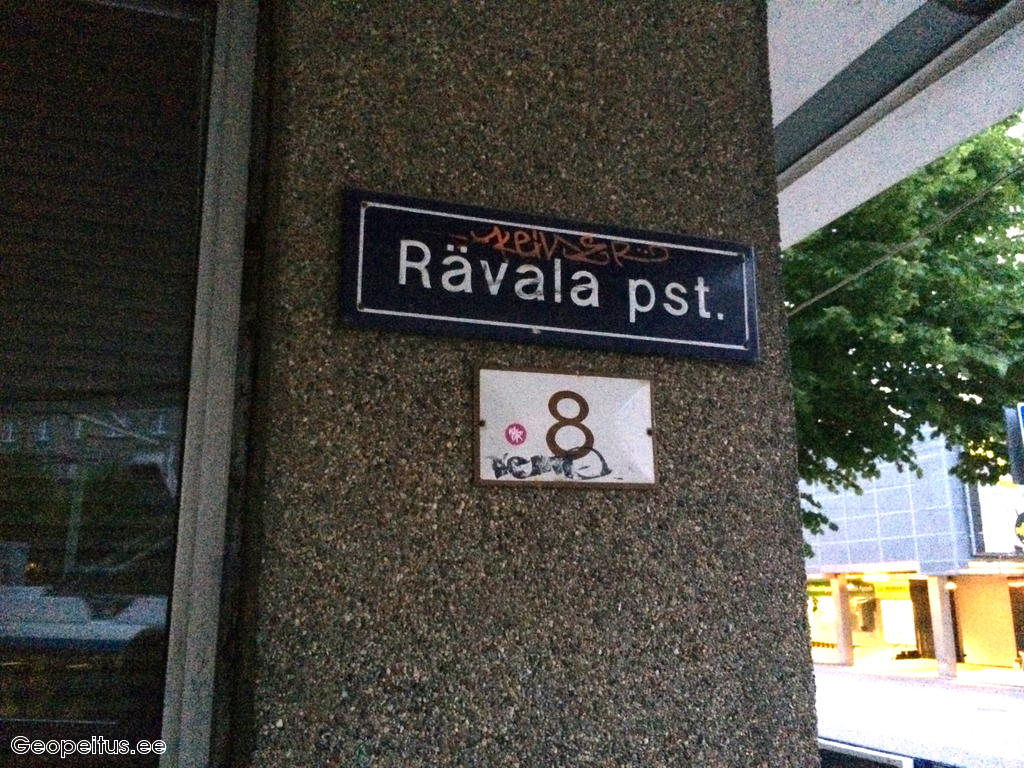 Rävala pst.
8
Geopeitus.ee